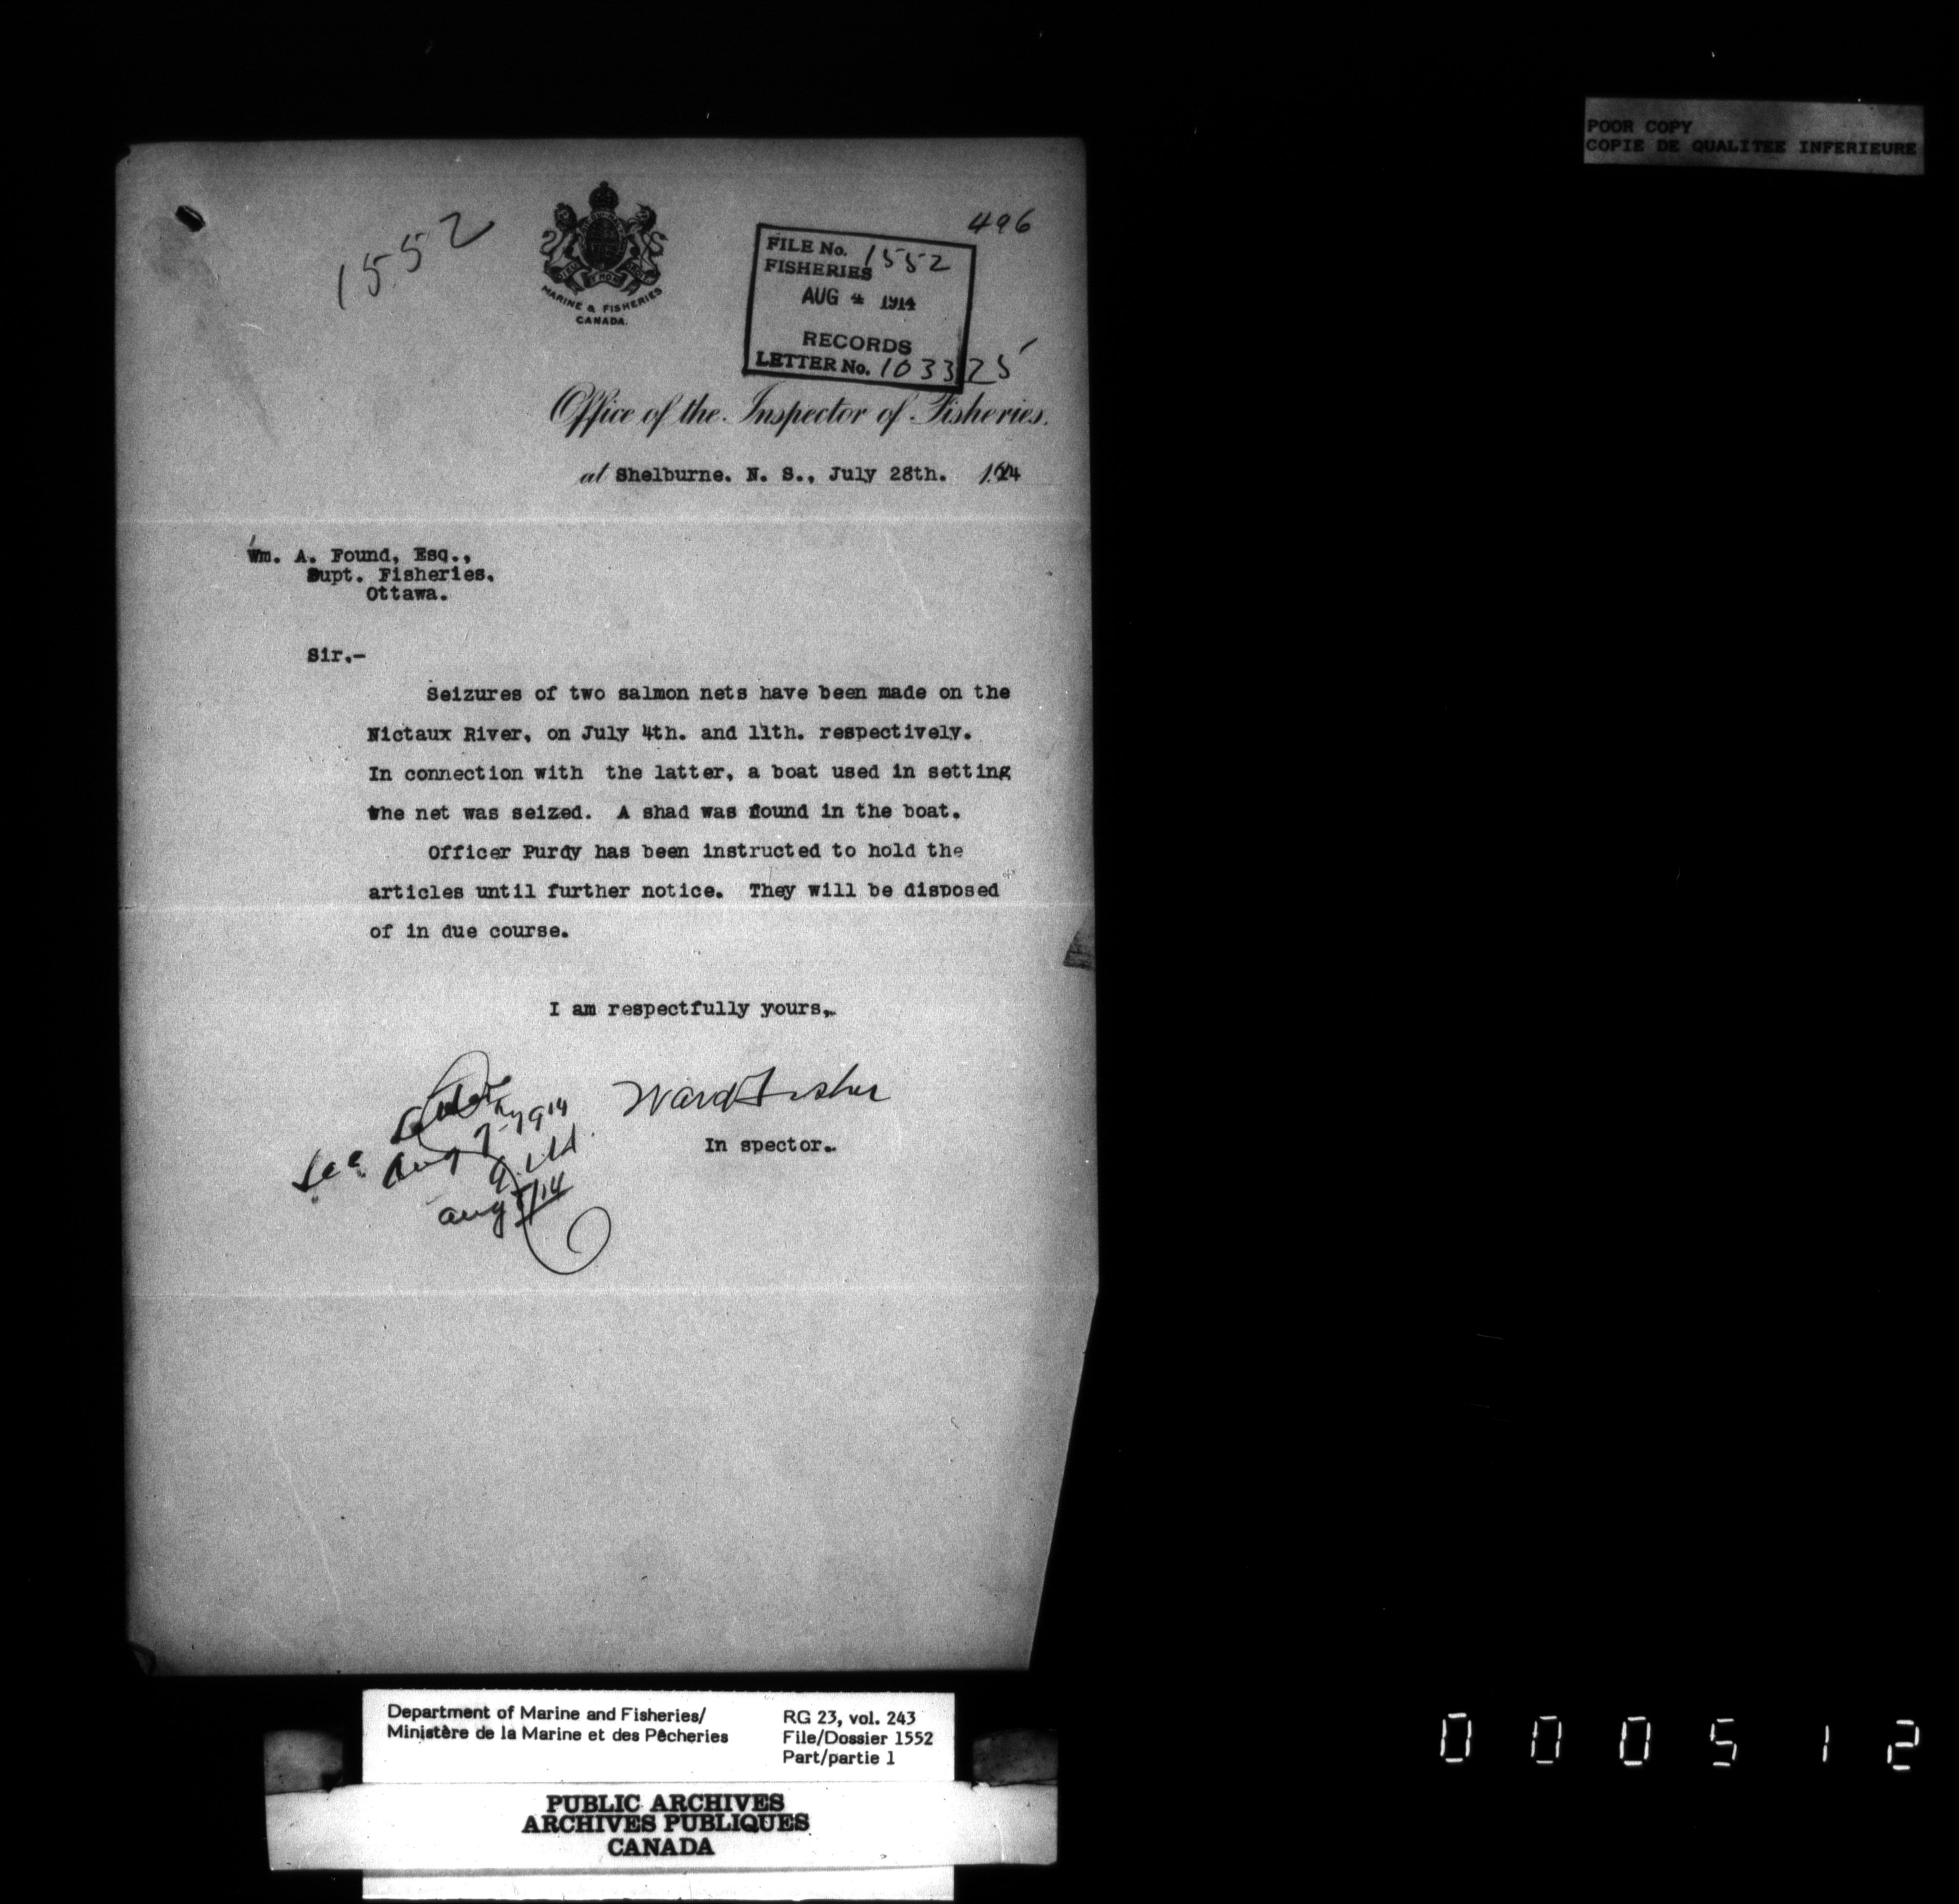 POOR COPY
COPIE DE QUALITEE INFERIEURE
1552
496
MARINE & FISHERIES
CANADA.
FILE No. 1552
FISHERIES
AUG 4 1914
RECORDS
LETTER No. 103325
Office of the Inspector of Fisheries.
at Shelburne. N. S., July 28th. 1914
Wm. A. Found, Esq.,
Supt. Fisheries.
Ottawa.
Sir.-
Seizures of two salmon nets have been made on the
Nictaux River, on July 4th. and 11th. respectively.
In connection with the latter, a boat used in setting
the net was seized. A shad was found in the boat.
Officer Purdy has been instructed to hold the
articles until further notice. They will be disposed
of in due course.
I am respectfully yours,
Ward Fisher
In spector.
Aug 7
Aug
Department of Marine and Fisheries/
Ministère de la Marine et des Pêcheries
RG 23, vol. 243
File/Dossier 1552
Part/partie 1
PUBLIC ARCHIVES
ARCHIVES PUBLIQUES
CANADA
000512